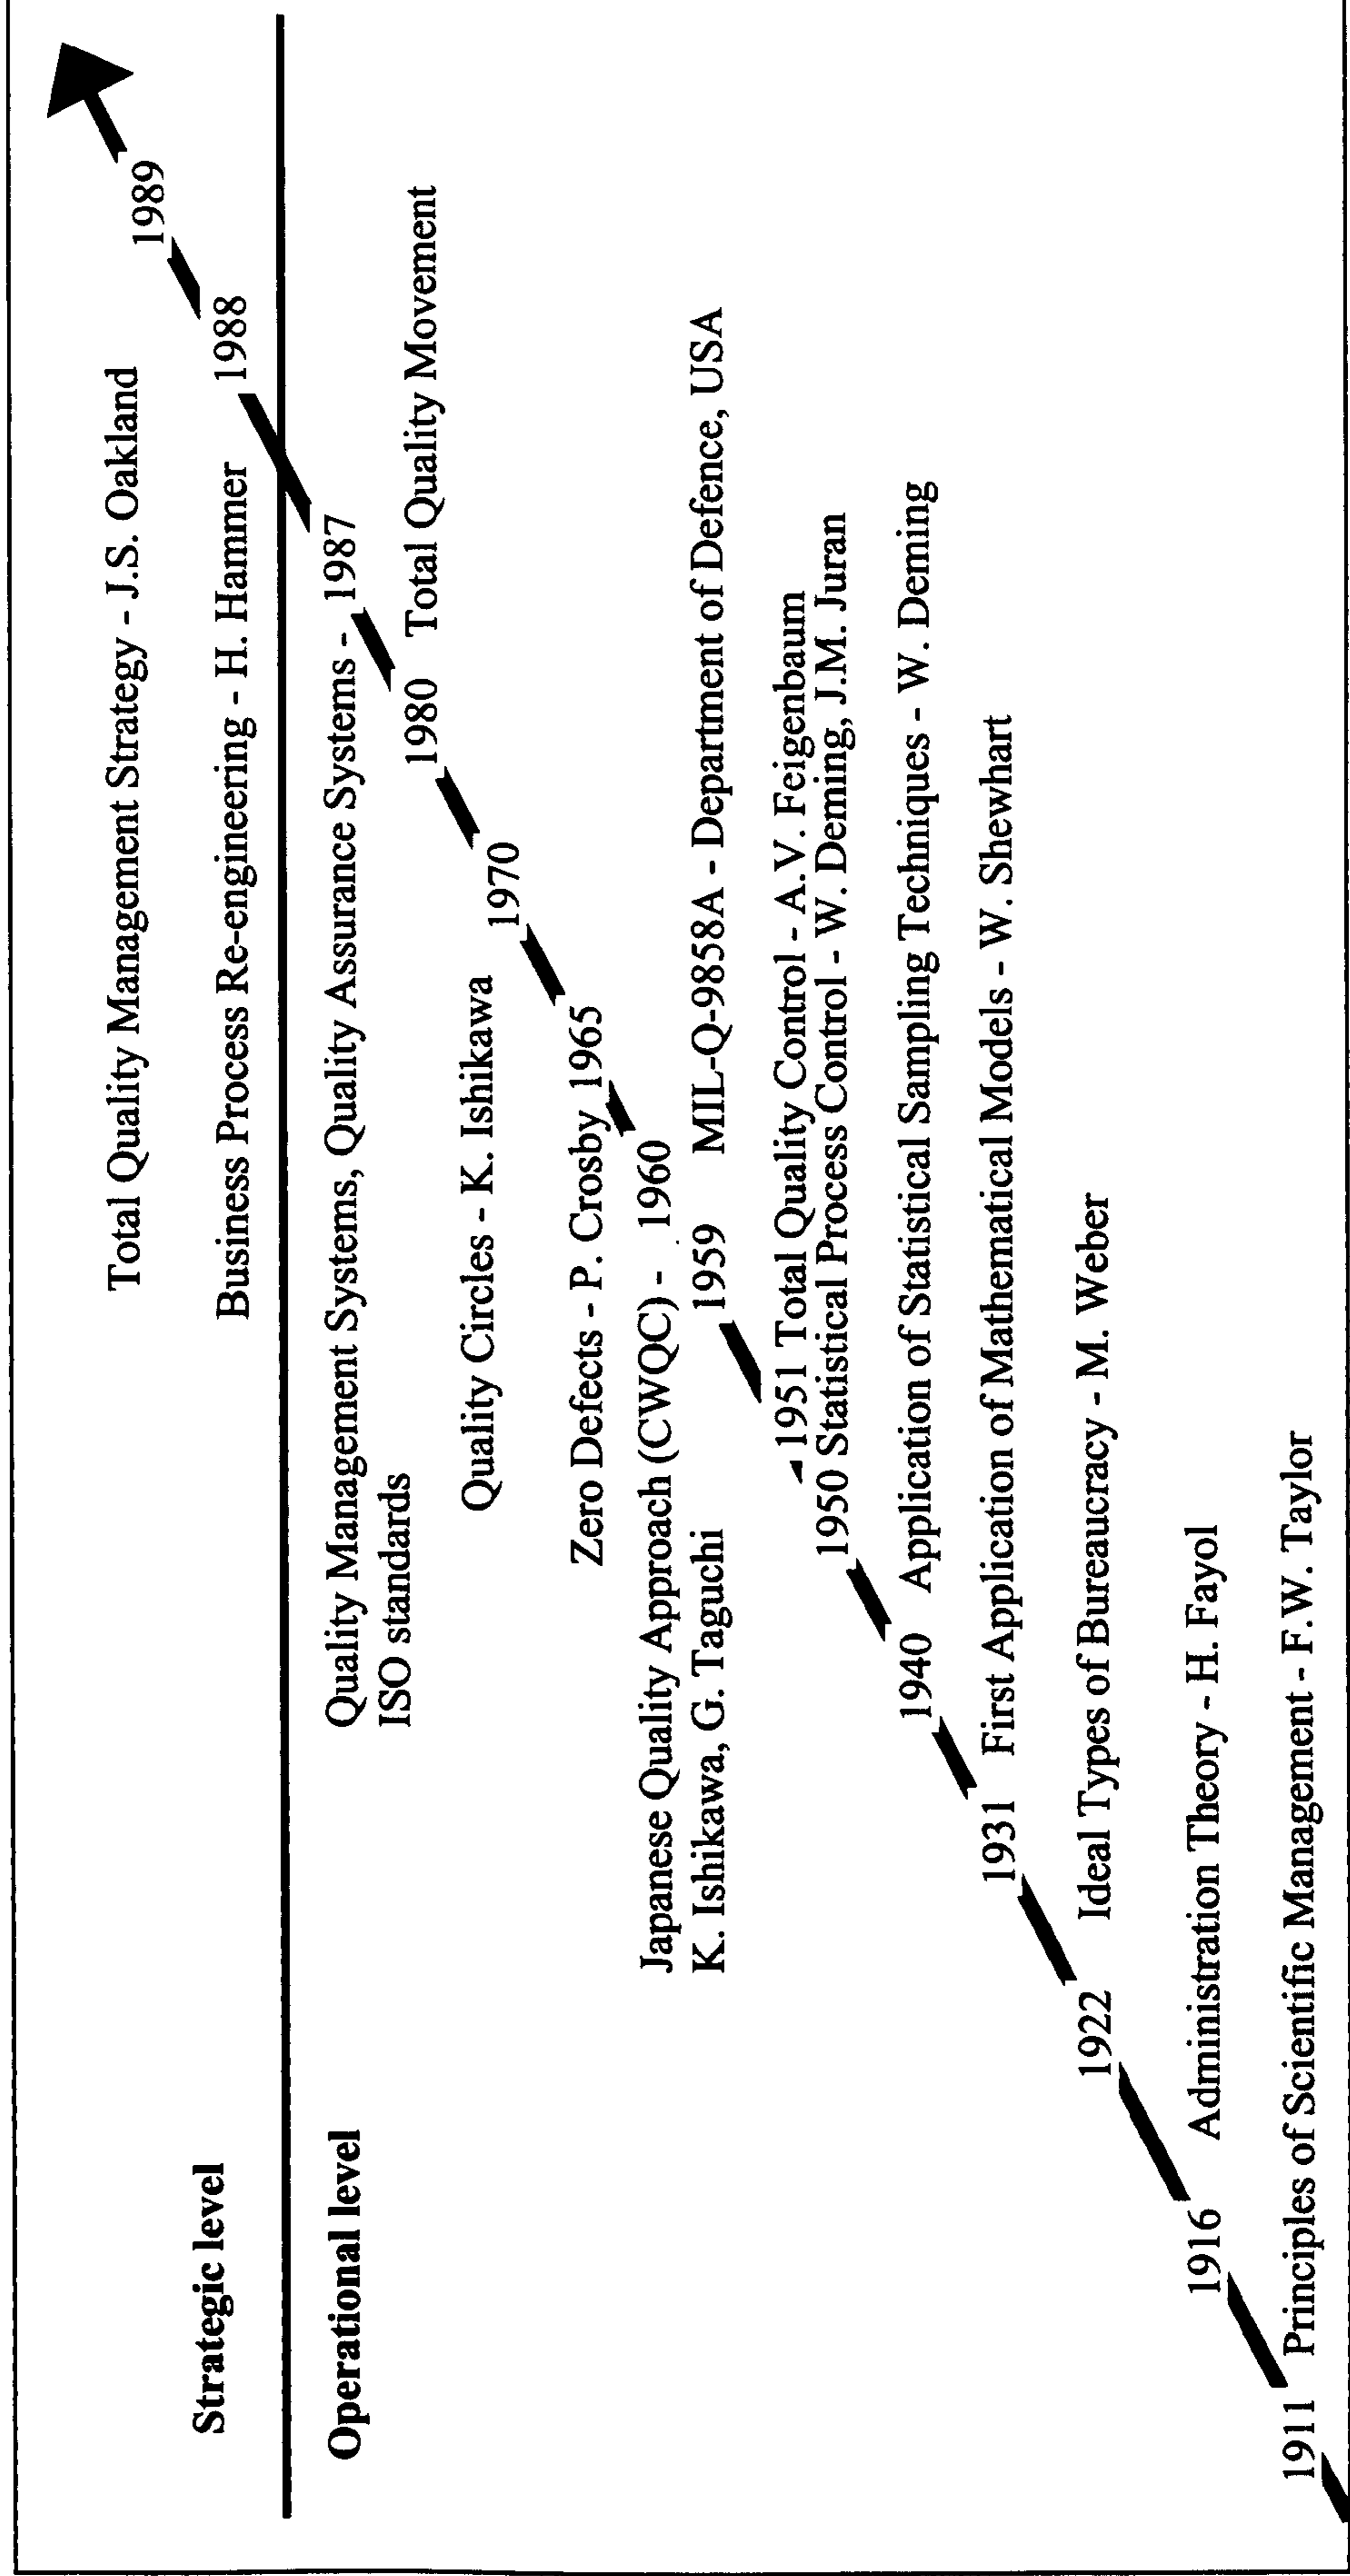 Total Quality Management Strategy - J.S. Oakland
1989
Strategic level
Business Process Re-engineering - H. Hammer 1988
Operational level
Quality Management Systems, Quality Assurance Systems - 1987
ISO standards
1980 Total Quality Movement
Quality Circles - K. Ishikawa
1970
Zero Defects - P. Crosby 1965
Japanese Quality Approach (CWQC) - 1960
K. Ishikawa, G. Taguchi
1959 MIL-Q-9858A - Department of Defence, USA
1951 Total Quality Control - A.V. Feigenbaum
1950 Statistical Process Control - W. Deming, J.M. Juran
1940 Application of Statistical Sampling Techniques - W. Deming
1931 First Application of Mathematical Models - W. Shewhart
1922 Ideal Types of Bureaucracy - M. Weber
1916 Administration Theory - H. Fayol
1911 Principles of Scientific Management - F.W. Taylor